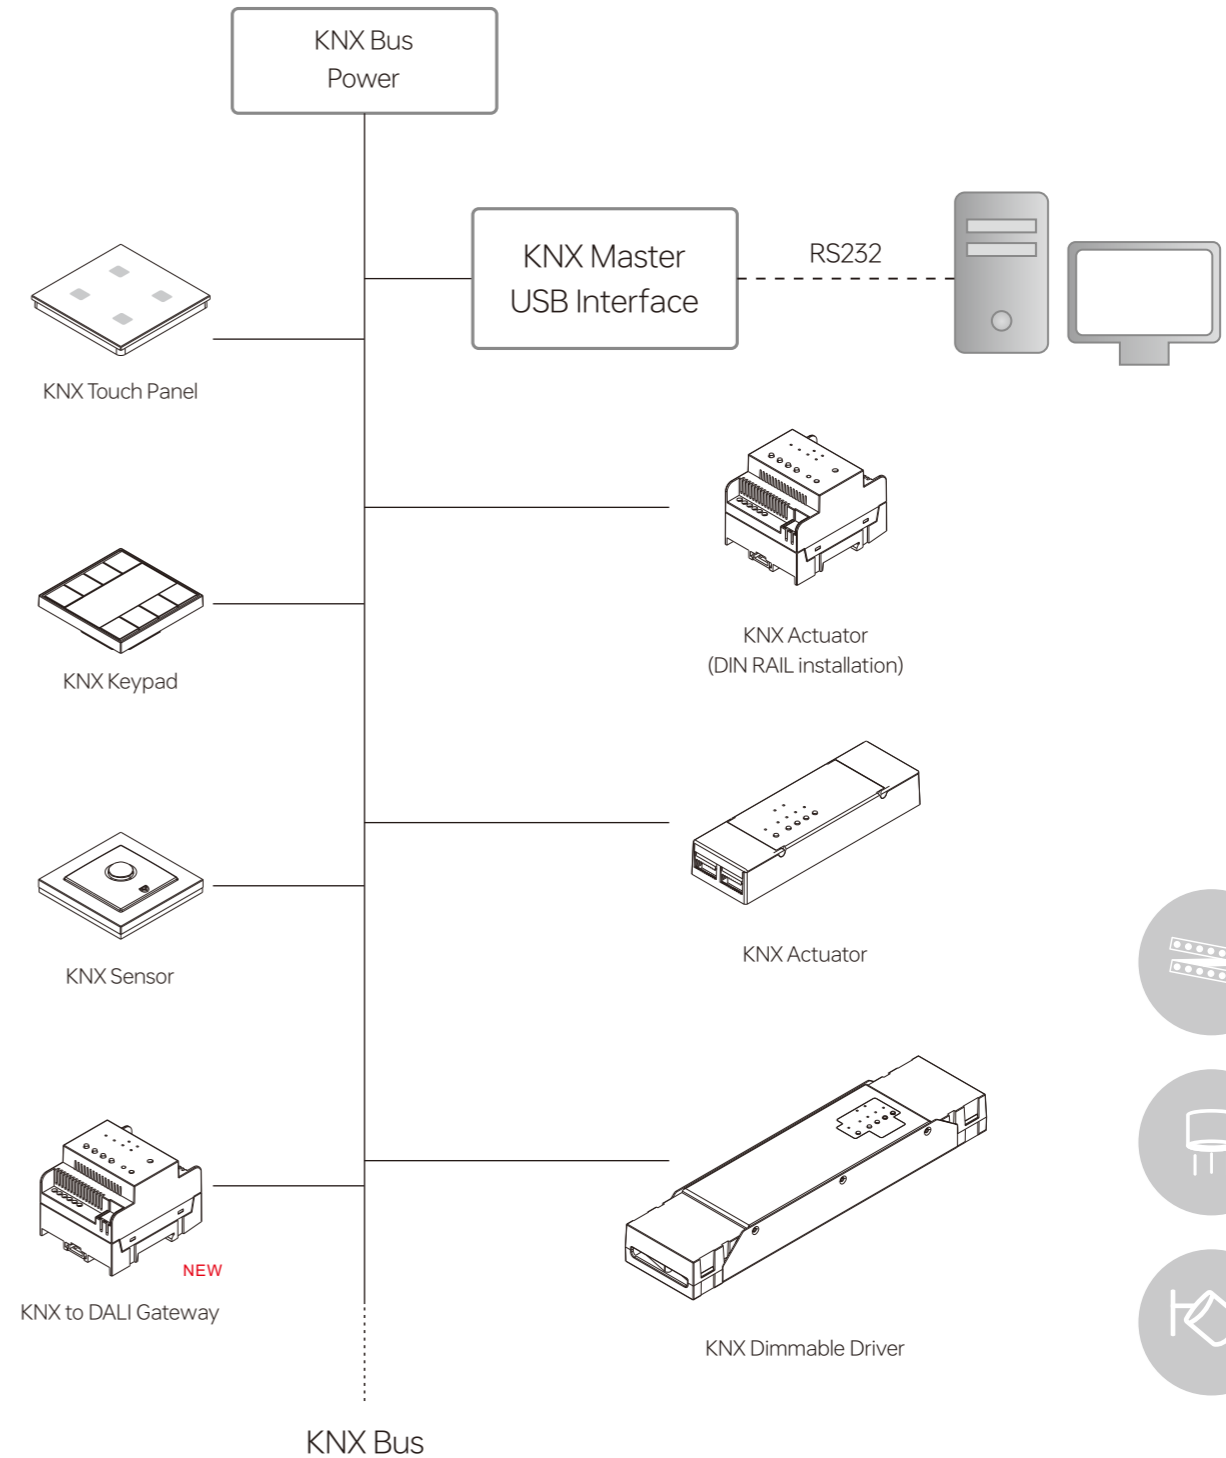 KNX Bus
Power
KNX Master
USB Interface
RS232
KNX Touch Panel
KNX Actuator
(DIN RAIL installation)
KNX Keypad
KNX Actuator
KNX Sensor
NEW
KNX to DALI Gateway
KNX Dimmable Driver
KNX Bus